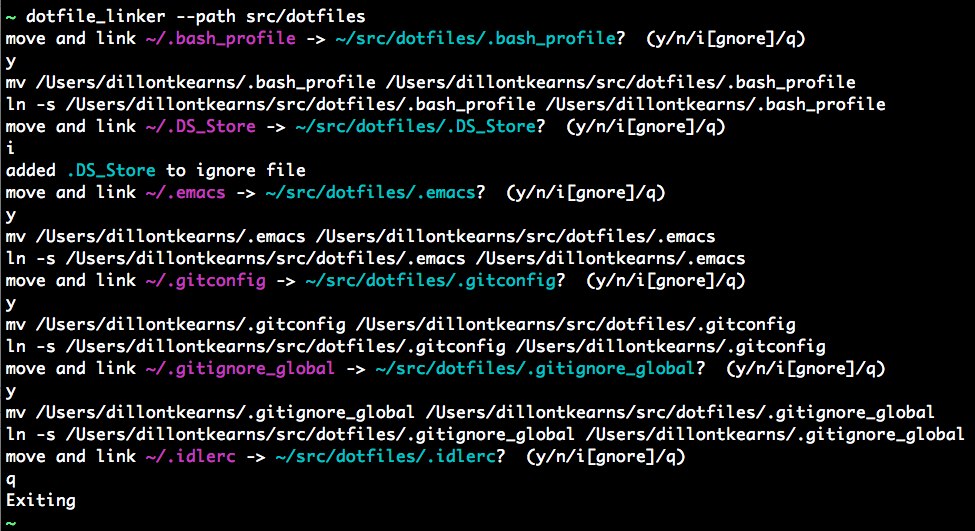 ~ dotfile_linker --path src/dotfiles
move and link ~/.bash_profile -> ~/src/dotfiles/.bash_profile?  (y/n/i[gnore]/q)
y
mv /Users/dillontkearns/.bash_profile /Users/dillontkearns/src/dotfiles/.bash_profile
ln -s /Users/dillontkearns/src/dotfiles/.bash_profile /Users/dillontkearns/.bash_profile
move and link ~/.DS_Store -> ~/src/dotfiles/.DS_Store?  (y/n/i[gnore]/q)
i
added .DS_Store to ignore file
move and link ~/.emacs -> ~/src/dotfiles/.emacs?  (y/n/i[gnore]/q)
y
mv /Users/dillontkearns/.emacs /Users/dillontkearns/src/dotfiles/.emacs
ln -s /Users/dillontkearns/src/dotfiles/.emacs /Users/dillontkearns/.emacs
move and link ~/.gitconfig -> ~/src/dotfiles/.gitconfig?  (y/n/i[gnore]/q)
y
mv /Users/dillontkearns/.gitconfig /Users/dillontkearns/src/dotfiles/.gitconfig
ln -s /Users/dillontkearns/src/dotfiles/.gitconfig /Users/dillontkearns/.gitconfig
move and link ~/.gitignore_global -> ~/src/dotfiles/.gitignore_global?  (y/n/i[gnore]/q)
y
mv /Users/dillontkearns/.gitignore_global /Users/dillontkearns/src/dotfiles/.gitignore_global
ln -s /Users/dillontkearns/src/dotfiles/.gitignore_global /Users/dillontkearns/.gitignore_global
move and link ~/.idlerc -> ~/src/dotfiles/.idlerc?  (y/n/i[gnore]/q)
q
Exiting
~